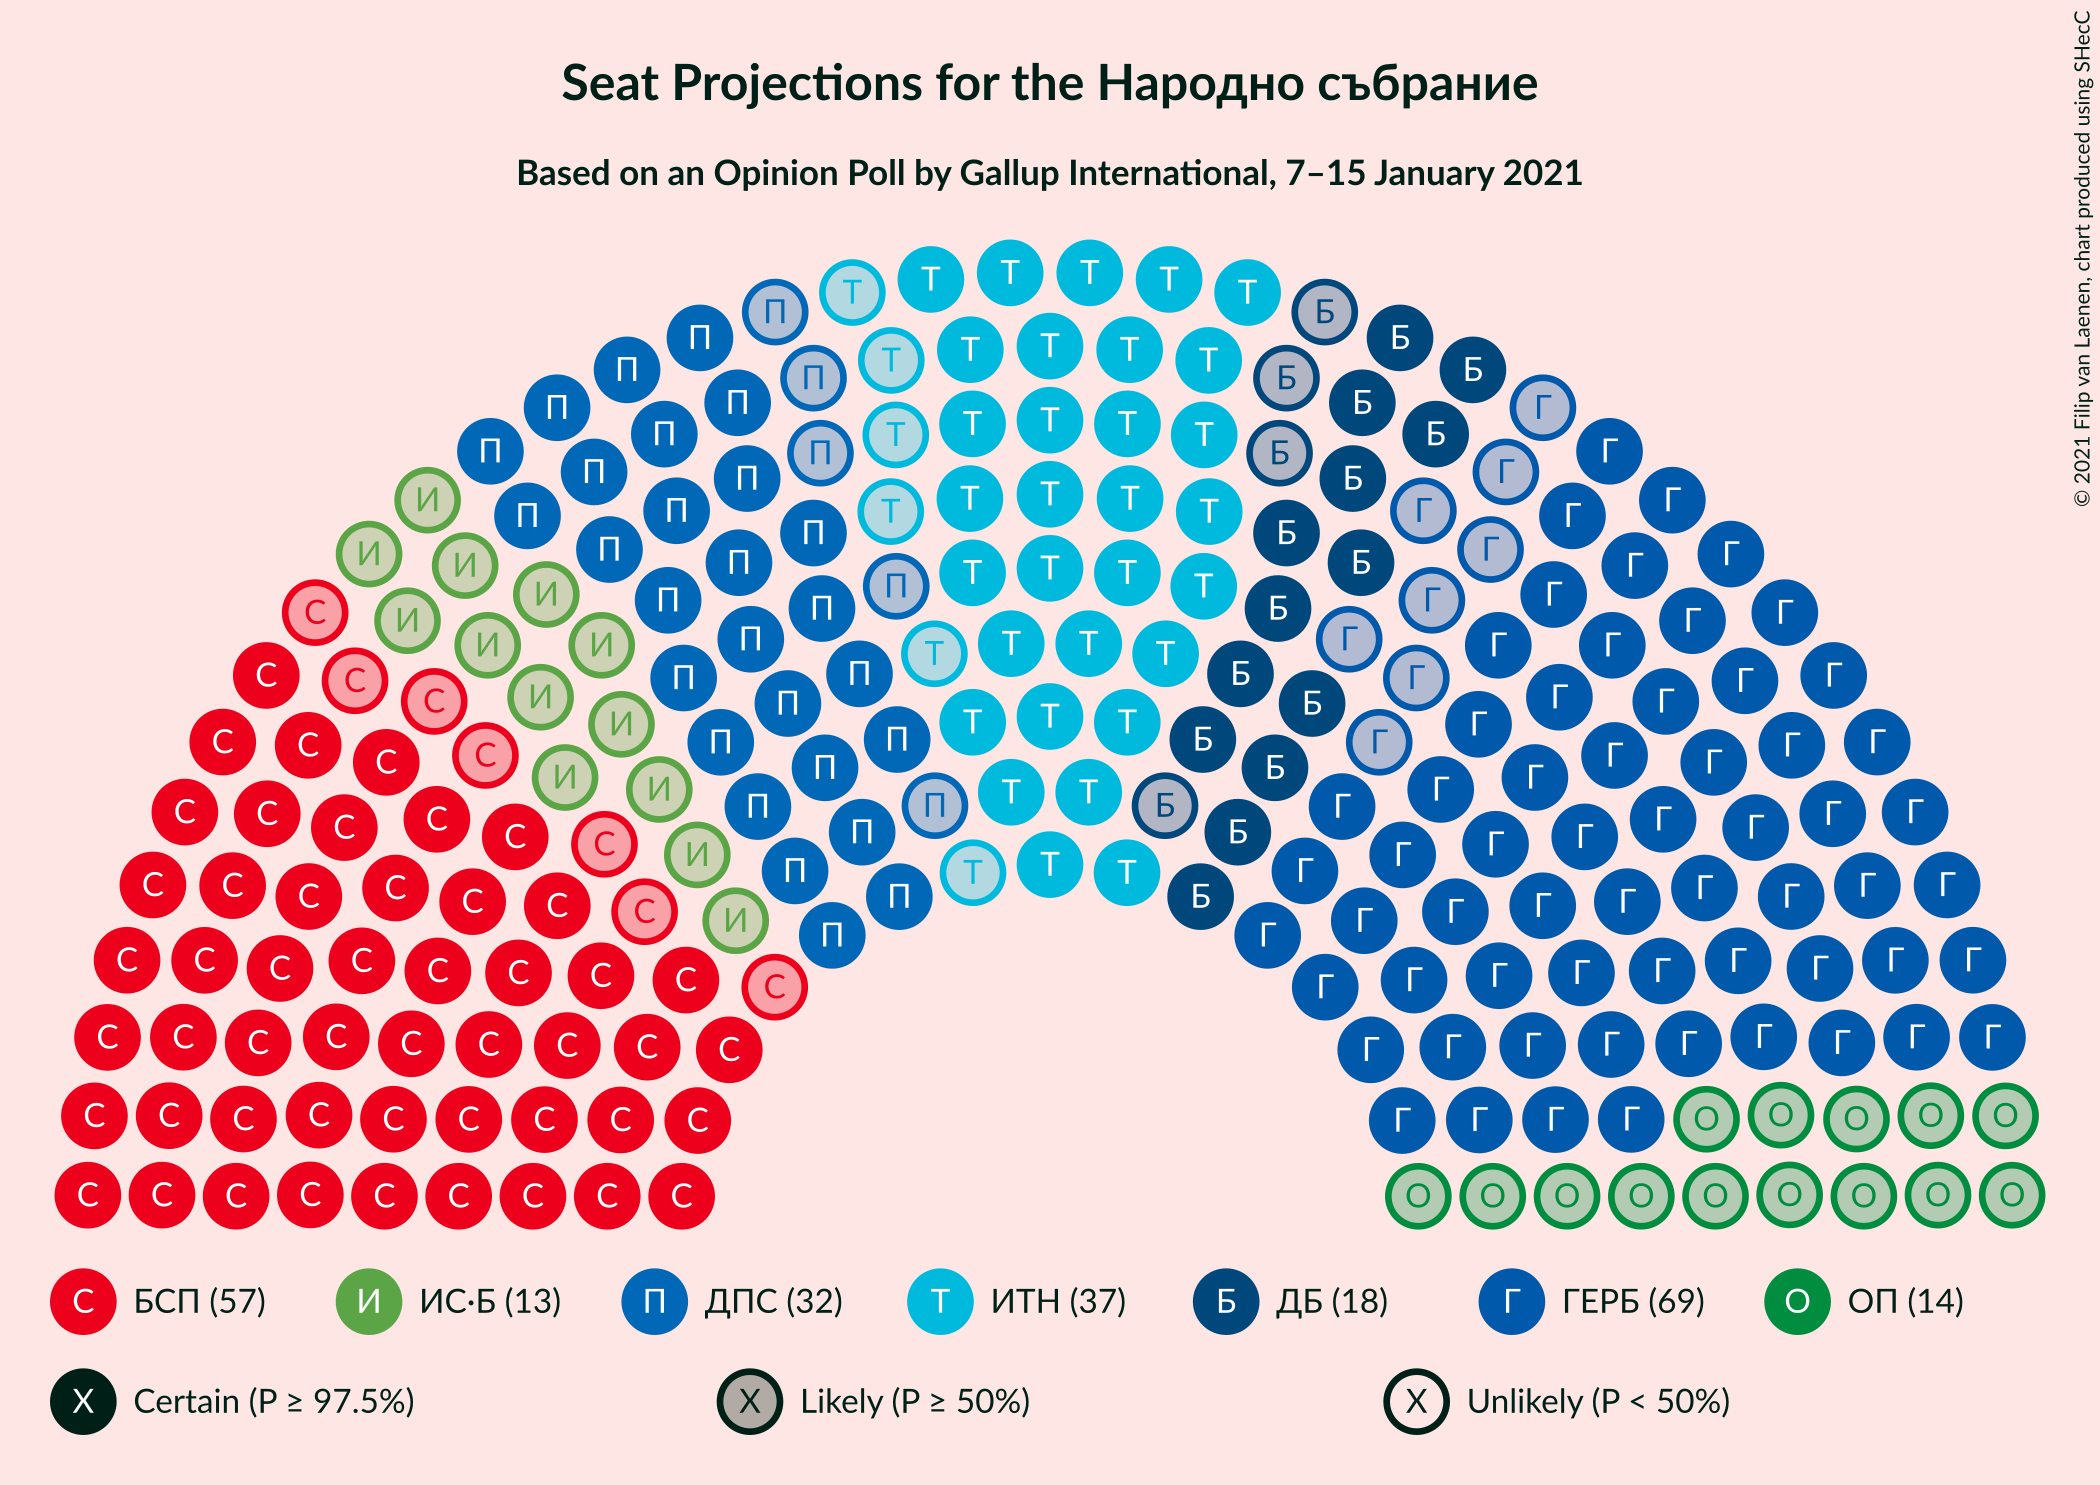 Seat Projections for the Народно събрание
Based on an Opinion Poll by Gallup International, 7–15 January 2021
© 2021 Filip van Laenen, chart produced using SHecC
С БСП (57) И ИС·Б (13) П ДПС (32) Т ИТН (37) Б ДБ (18) Г ГЕРБ (69) О ОП (14)
X Certain (P ≥ 97.5%) X Likely (P ≥ 50%) X Unlikely (P < 50%)